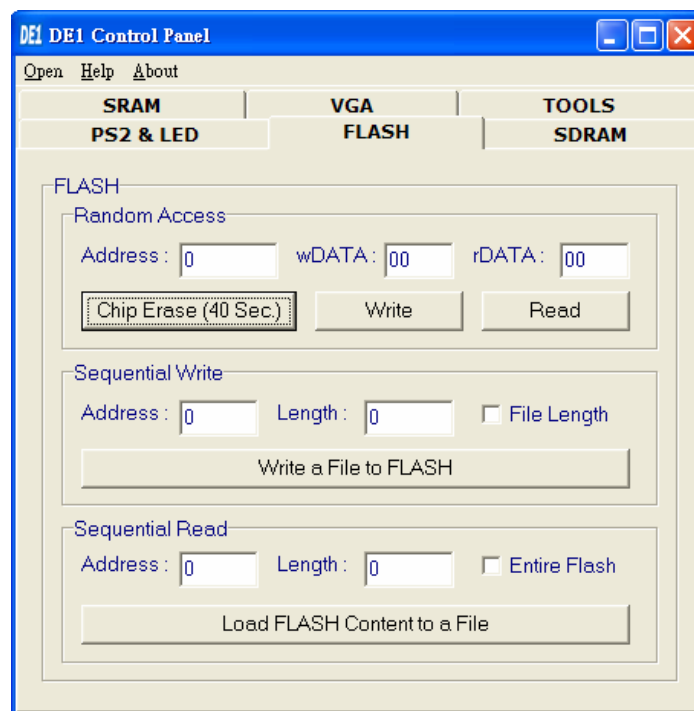 DE1 DE1 Control Panel
Open Help About
SRAM VGA TOOLS
PS2 & LED FLASH SDRAM
FLASH
Random Access
Address : 0 wDATA : 00 rDATA : 00
Chip Erase (40 Sec.) Write Read
Sequential Write
Address : 0 Length : 0 File Length
Write a File to FLASH
Sequential Read
Address : 0 Length : 0 Entire Flash
Load FLASH Content to a File